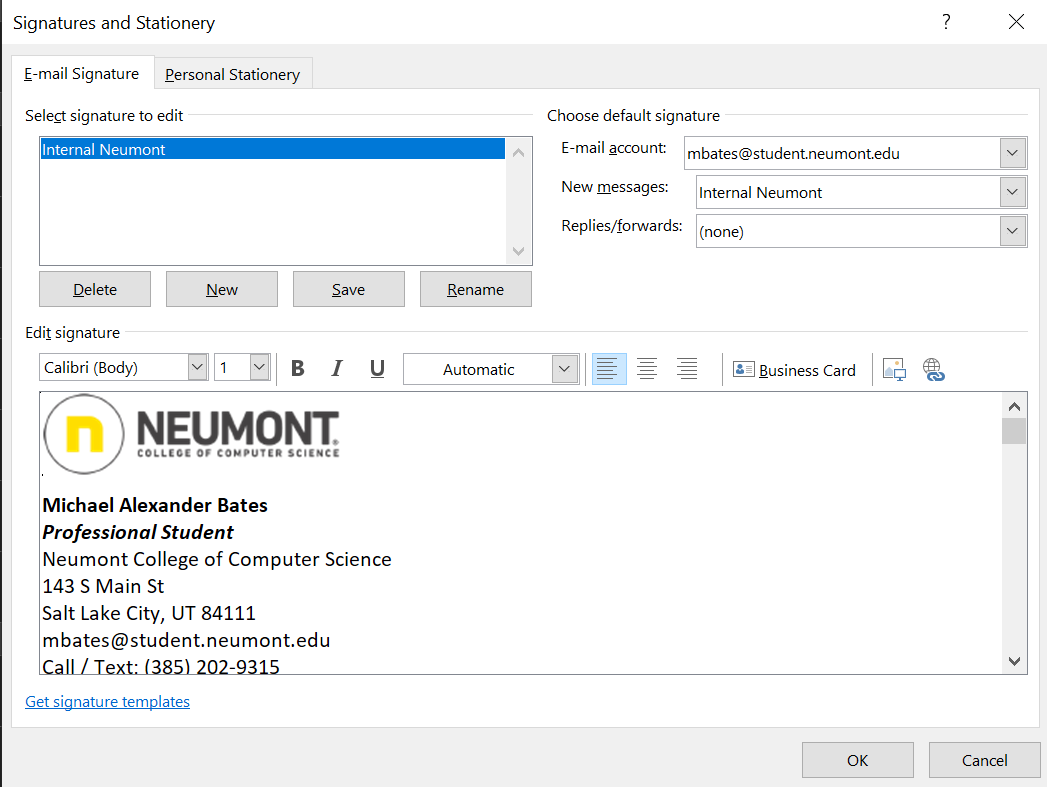 Signatures and Stationery
?
E-mail Signature
Personal Stationery
Select signature to edit
Internal Neumont
Delete
New
Save
Rename
Choose default signature
E-mail account:
mbates@student.neumont.edu
New messages:
Internal Neumont
Replies/forwards:
(none)
Edit signature
Calibri (Body)
1
B
I
U
Automatic
Business Card
n
NEUMONT.
COLLEGE OF COMPUTER SCIENCE
Michael Alexander Bates
Professional Student
Neumont College of Computer Science
143 S Main St
Salt Lake City, UT 84111
mbates@student.neumont.edu
Call / Text: (385) 202-9315
Get signature templates
OK
Cancel